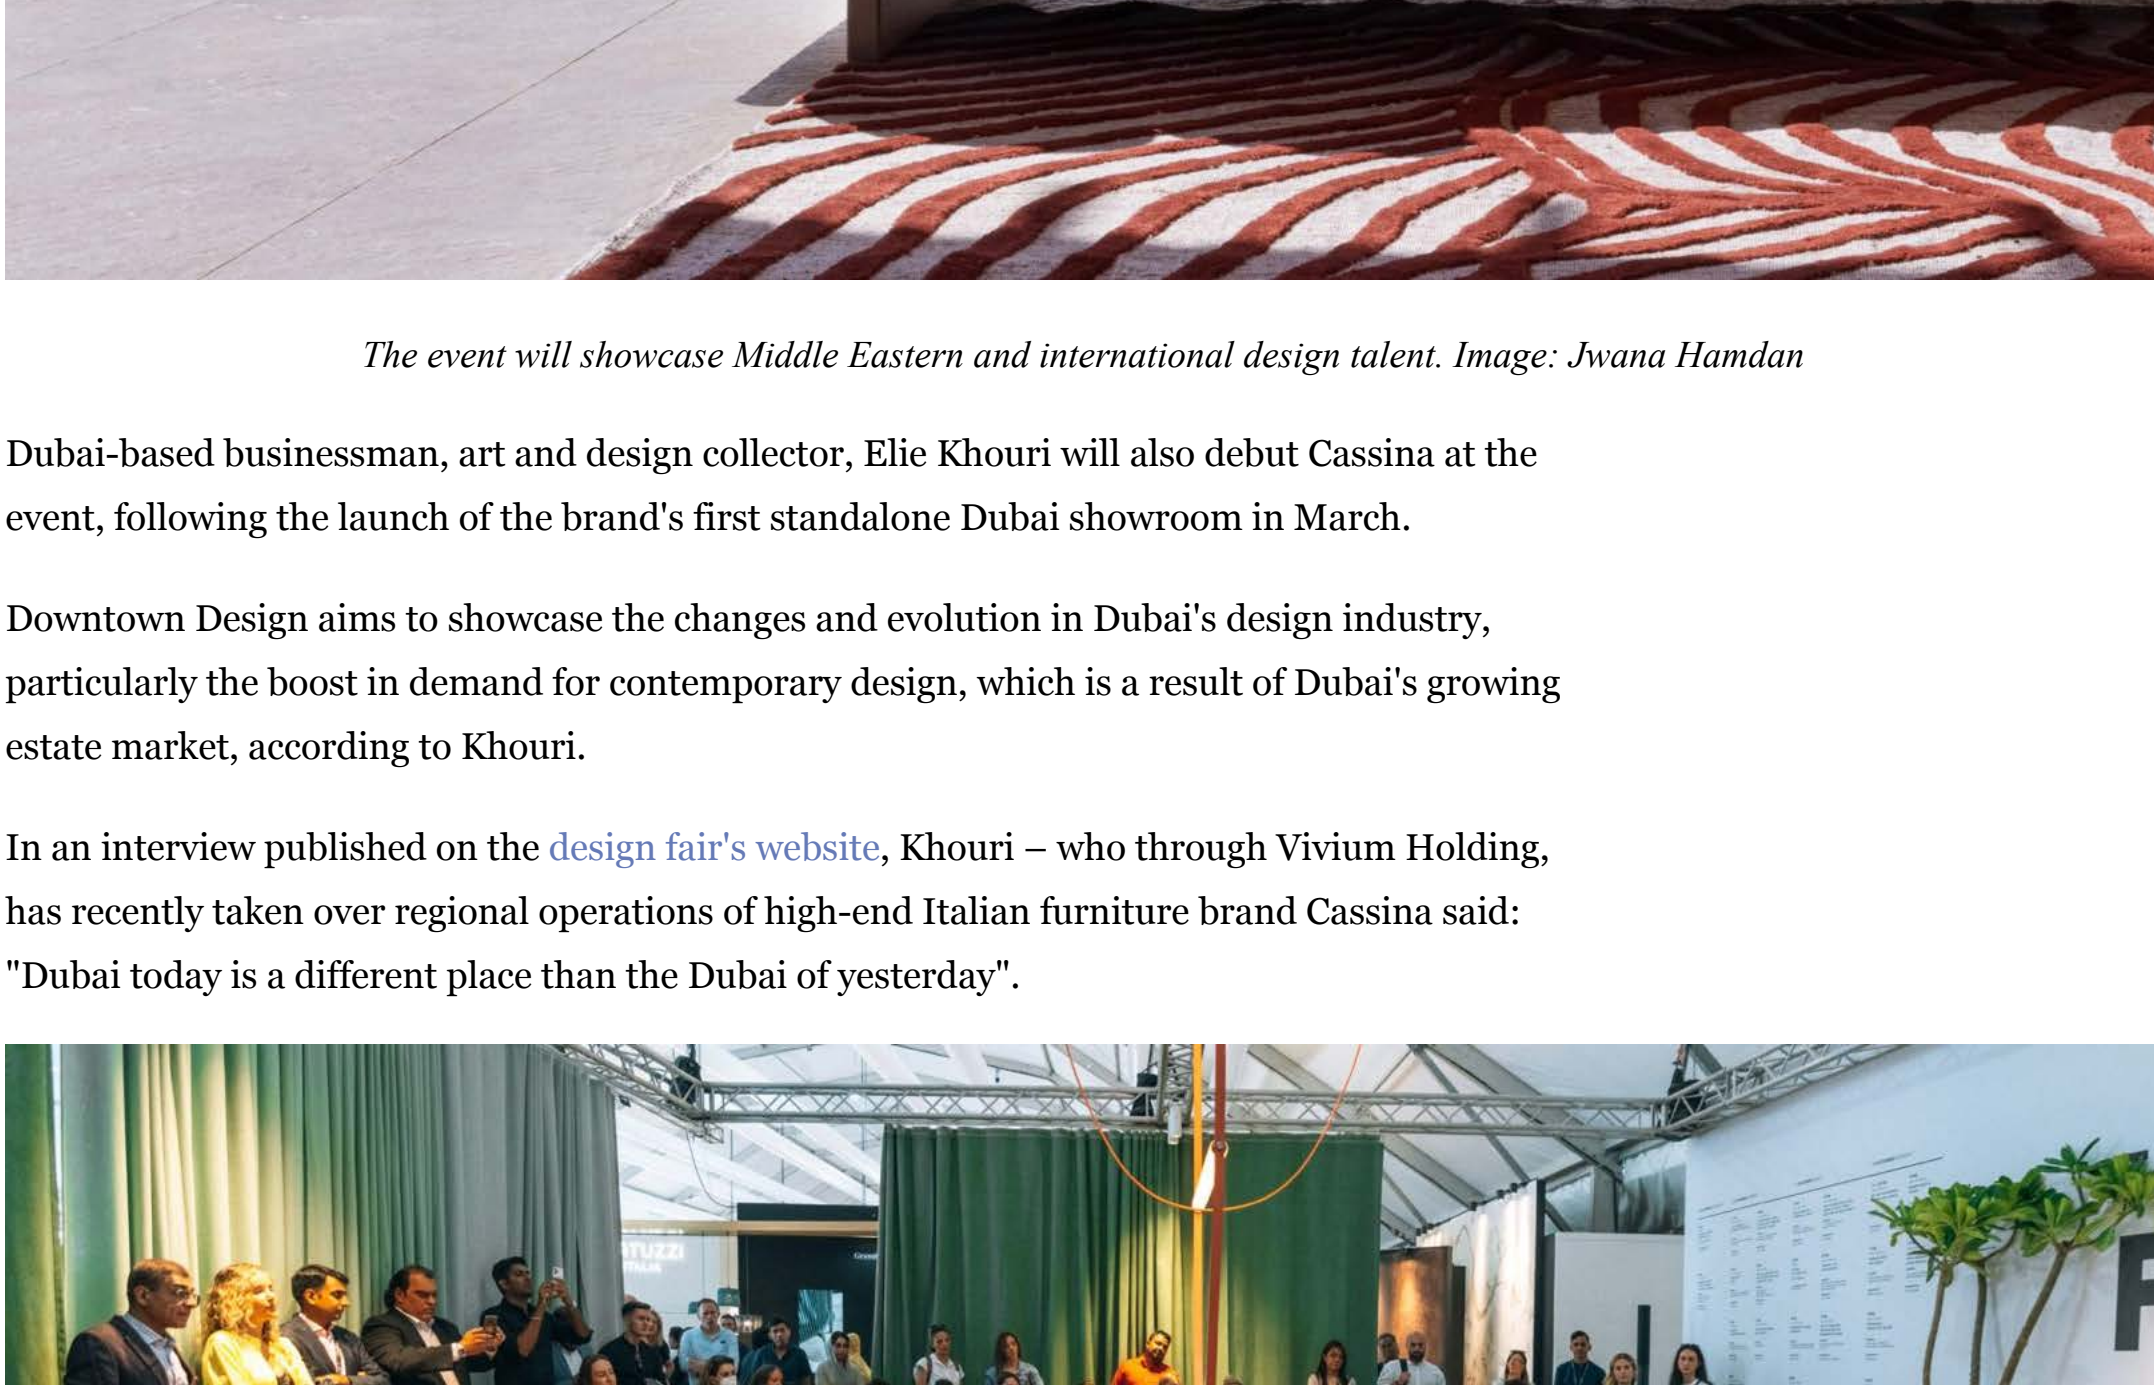 The event will showcase Middle Eastern and international design talent. Image: Jwana Hamdan
Dubai-based businessman, art and design collector, Elie Khouri will also debut Cassina at the
event, following the launch of the brand's first standalone Dubai showroom in March.
Downtown Design aims to showcase the changes and evolution in Dubai's design industry,
particularly the boost in demand for contemporary design, which is a result of Dubai's growing
estate market, according to Khouri.
In an interview published on the design fair's website, Khouri – who through Vivium Holding,
has recently taken over regional operations of high-end Italian furniture brand Cassina said:
"Dubai today is a different place than the Dubai of yesterday".